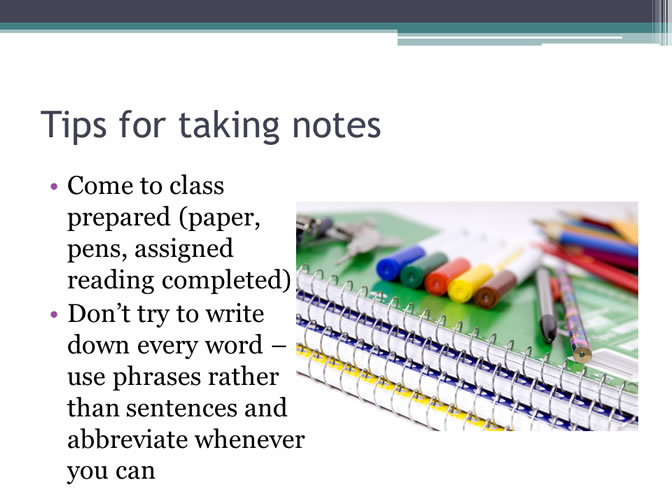 Tips for taking notes
• Come to class
prepared (paper,
pens, assigned
reading completed)
• Don’t try to write
down every word –
use phrases rather
than sentences and
abbreviate whenever
you can